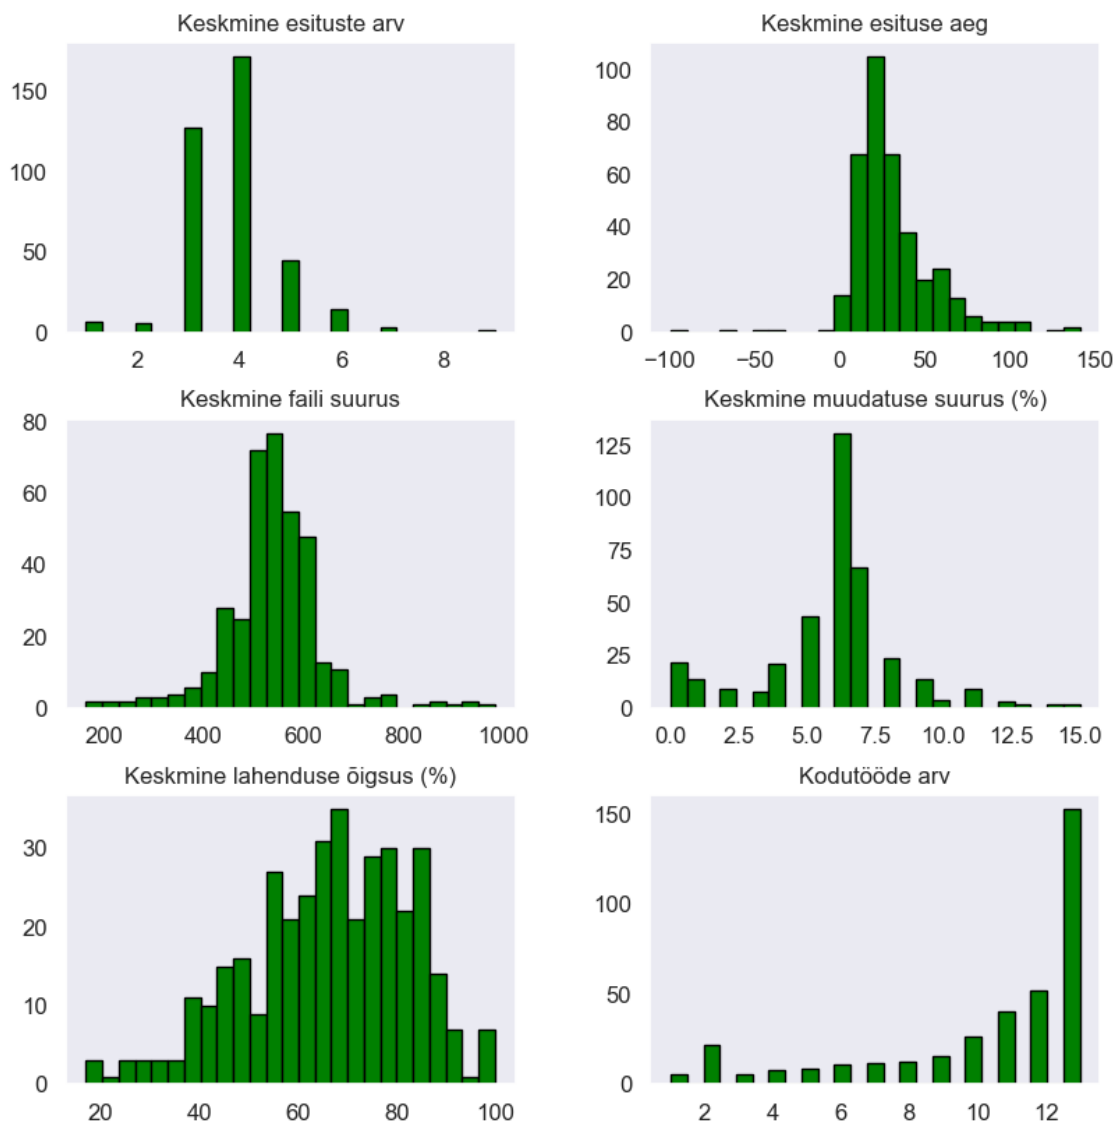 Keskmine esituste arv
150
100
50
0
2 4 6 8
Keskmine esituse aeg
100
80
60
40
20
0
−100 −50 0 50 100 150
Keskmine faili suurus
80
60
40
20
0
200 400 600 800 1000
Keskmine muudatuse suurus (%)
125
100
75
50
25
0
0.0 2.5 5.0 7.5 10.0 12.5 15.0
Keskmine lahenduse õigsus (%)
30
20
10
0
20 40 60 80 100
Kodutööde arv
150
100
50
0
2 4 6 8 10 12